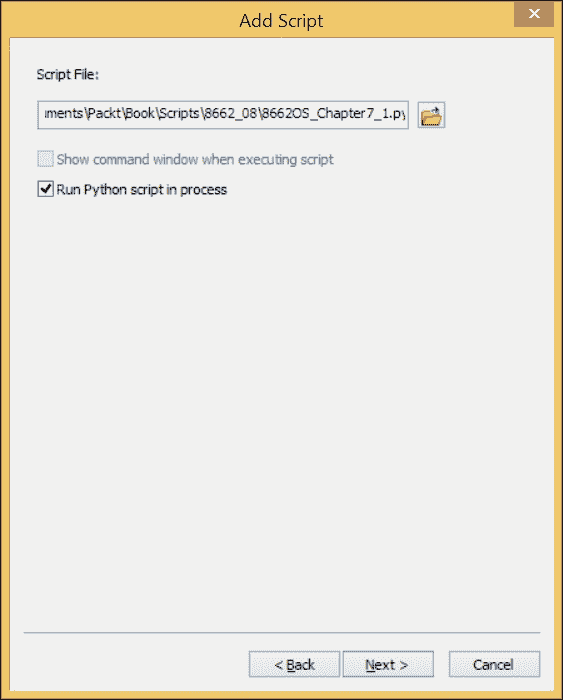 Add Script
Script File:
ments\Packt\Book\Scripts\8662_08\8662OS_Chapter7_1.py
Show command window when executing script
Run Python script in process
< Back
Next >
Cancel